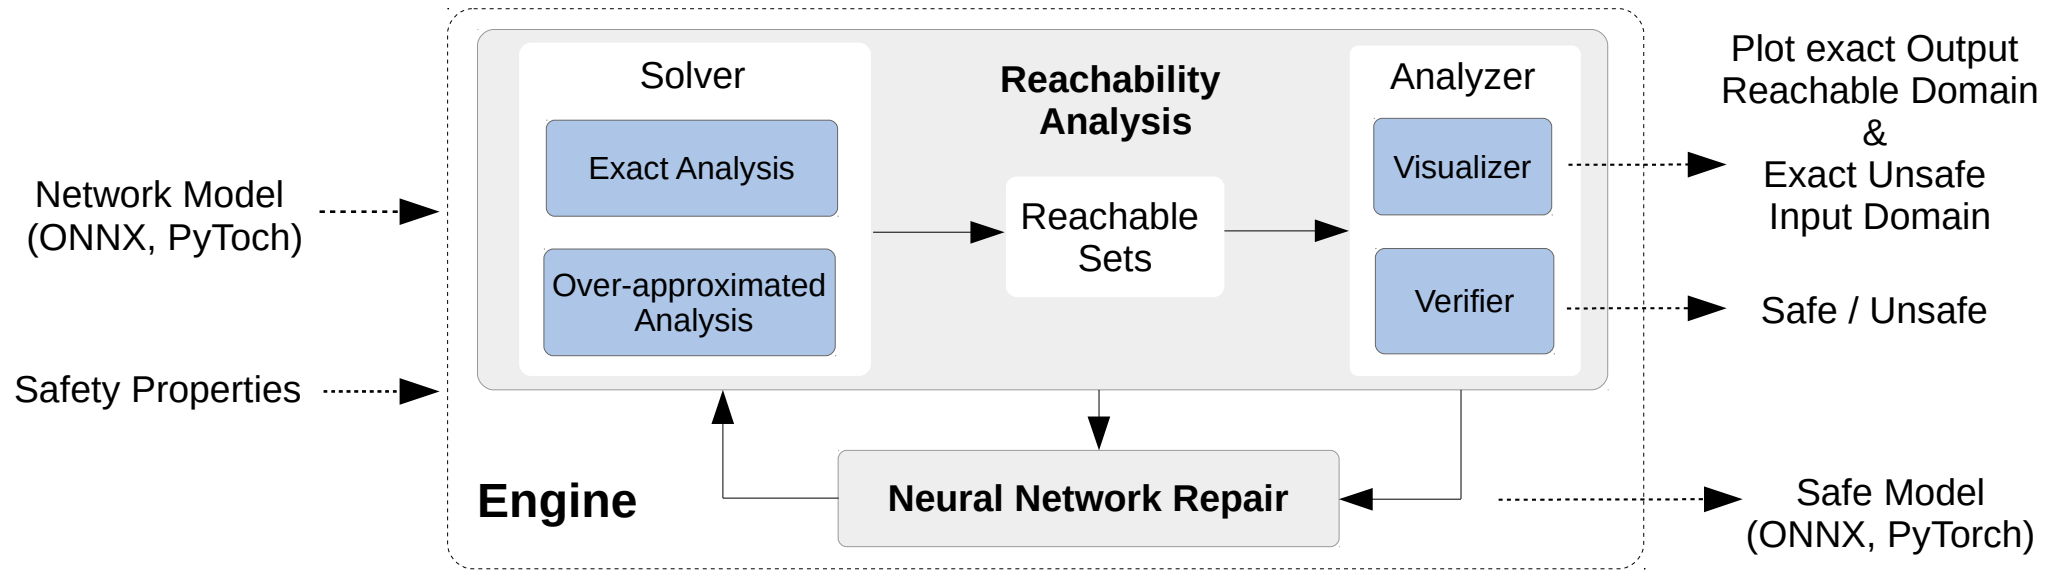 Network Model
(ONNX, PyToch)
Safety Properties
Solver
Exact Analysis
Over-approximated
Analysis
Reachability
Analysis
Reachable
Sets
Analyzer
Visualizer
Verifier
Engine
Neural Network Repair
Plot exact Output
Reachable Domain
&
Exact Unsafe
Input Domain
Safe / Unsafe
Safe Model
(ONNX, PyTorch)